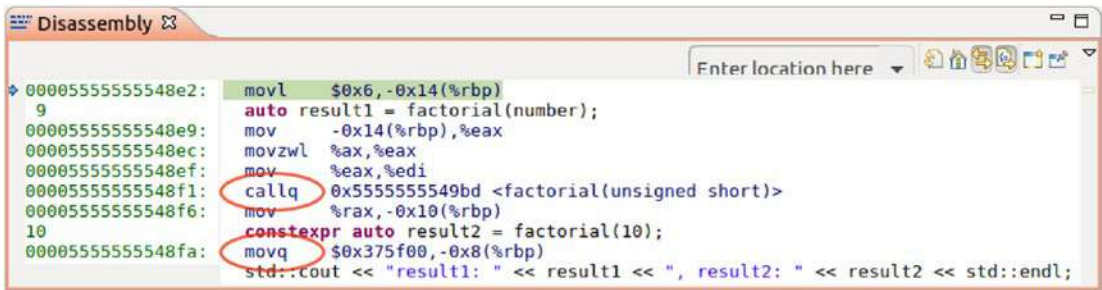 Disassembly
Enter location here
00005555555548e2: movl $0x6,-0x14(%rbp)
9 auto result1 = factorial(number);
00005555555548e9: mov -0x14(%rbp),%eax
00005555555548ec: movzwl %ax,%eax
00005555555548ef: mov %eax,%edi
00005555555548f1: callq 0x5555555549bd <factorial(unsigned short)>
00005555555548f6: mov %rax,-0x10(%rbp)
10 constexpr auto result2 = factorial(10);
00005555555548fa: movq $0x375f00,-0x8(%rbp)
std::cout << "result1: " << result1 << ", result2: " << result2 << std::endl;